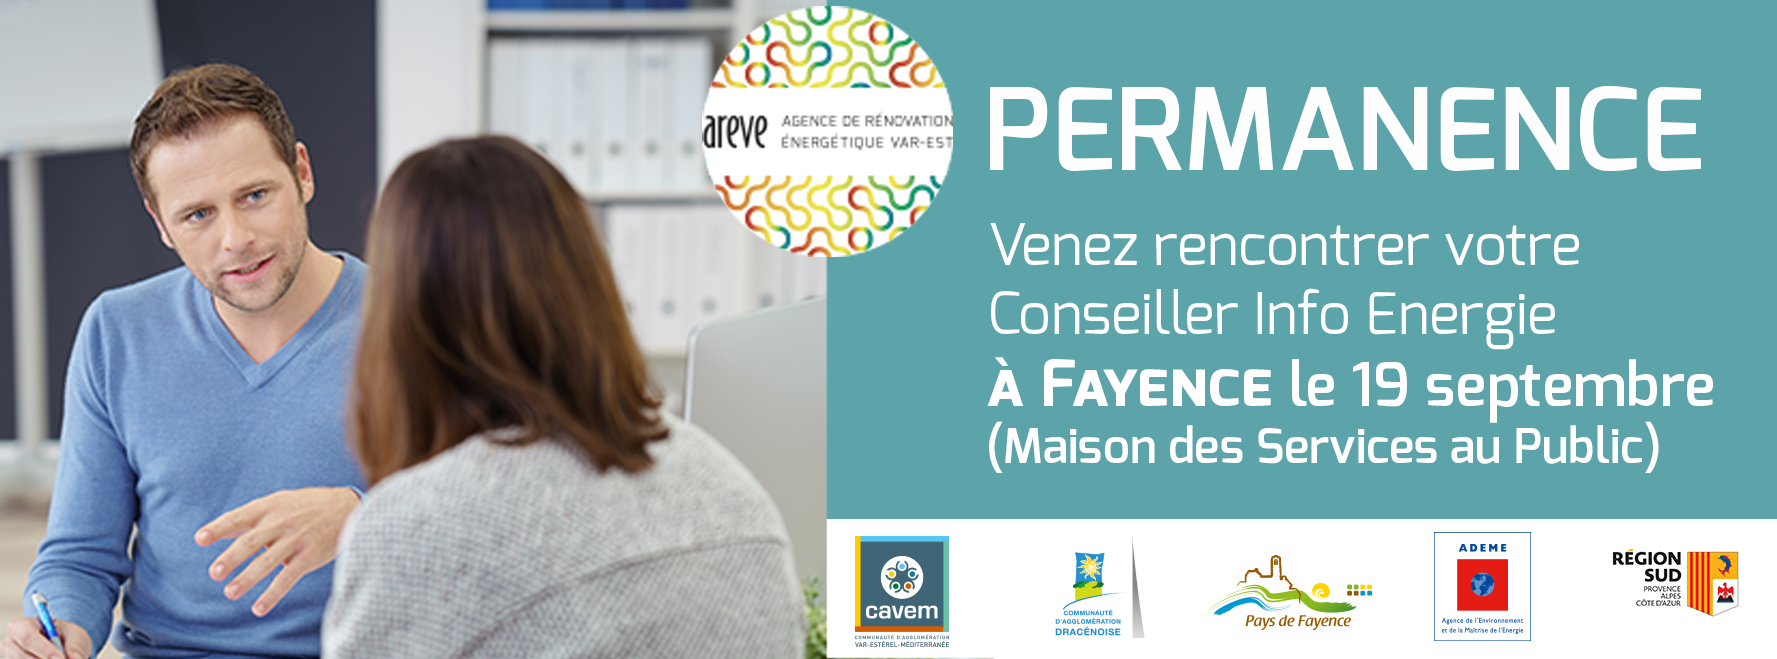 areve
AGENCE DE RÉNOVATION
ÉNERGÉTIQUE VAR-EST
PERMANENCE
Venez rencontrer votre
Conseiller Info Energie
À FAYENCE le 19 septembre
(Maison des Services au Public)
cavem
COMMUNAUTÉ D'AGGLOMÉRATION
VAR-ESTÉREL-MÉDITERRANÉE
COMMUNAUTÉ
D'AGGLOMÉRATION
DRACÉNOISE
Pays de Fayence
ADEME
Agence de l'Environnement
et de la Maîtrise de l'Energie
RÉGION
SUD
PROVENCE
ALPES
CÔTE D'AZUR